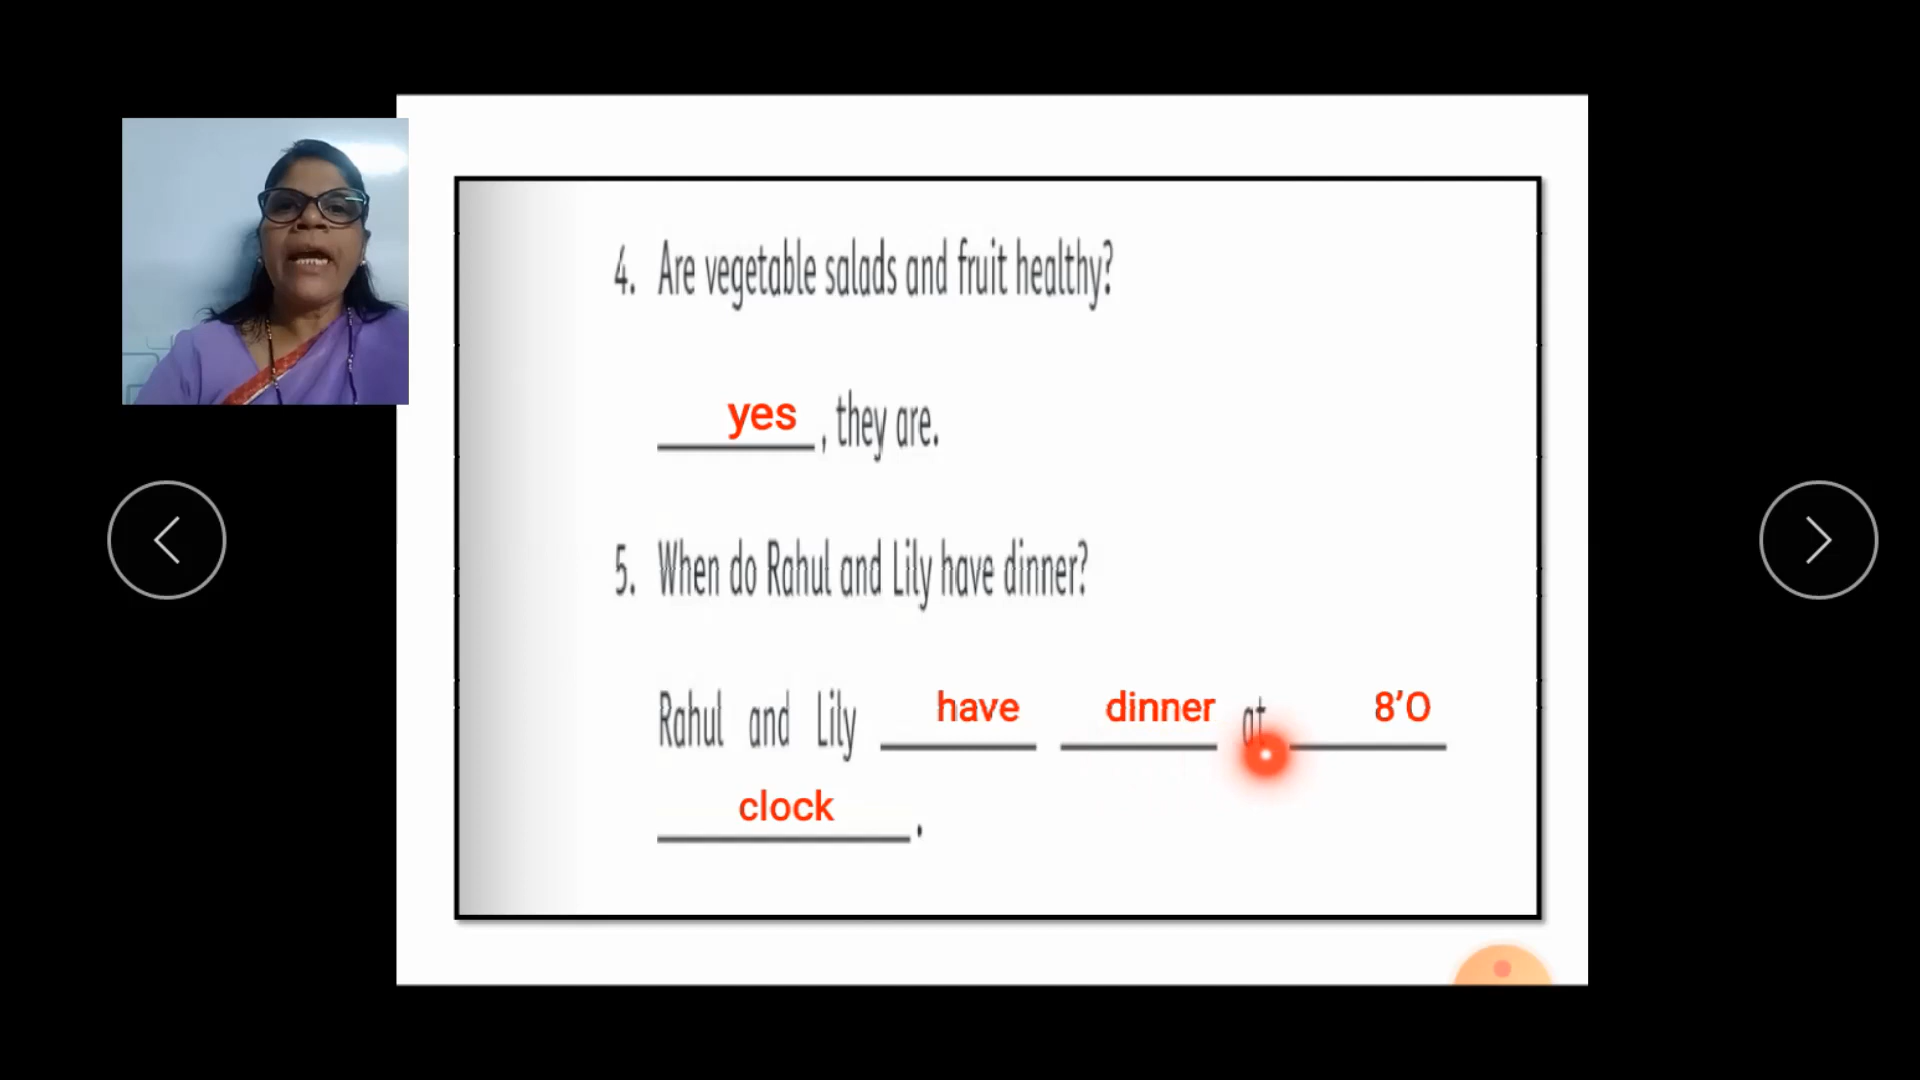 4. Are vegetable salads and fruit healthy?
yes, they are.
5. When do Rahul and Lily have dinner?
Rahul and Lily have dinner at 8’O
clock.